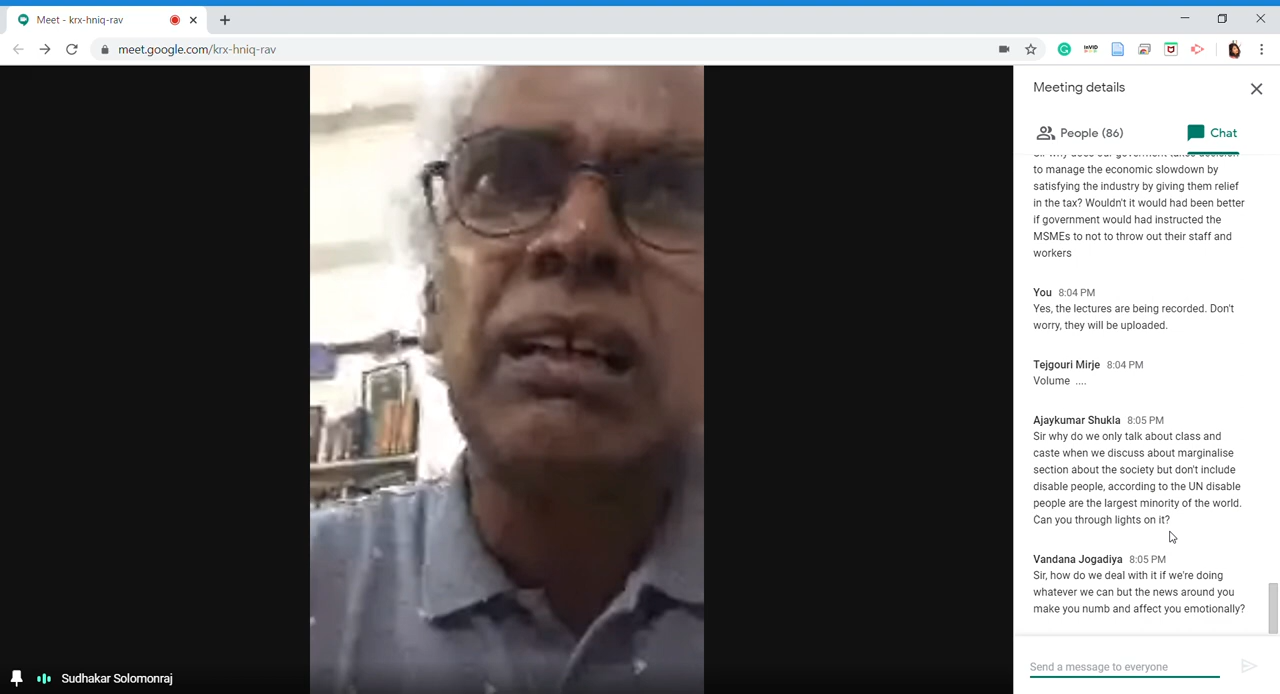 Meet - krx-hniq-rav
meet.google.com/krx-hniq-rav
InVID
Meeting details
People (86)
Chat
Sir why does our goverment takes decision
to manage the economic slowdown by
satisfying the industry by giving them relief
in the tax? Wouldn't it would had been better
if government would had instructed the
MSMEs to not to throw out their staff and
workers
You 8:04 PM
Yes, the lectures are being recorded. Don't
worry, they will be uploaded.
Tejgouri Mirje 8:04 PM
Volume ....
Ajaykumar Shukla 8:05 PM
Sir why do we only talk about class and
caste when we discuss about marginalise
section about the society but don't include
disable people, according to the UN disable
people are the largest minority of the world.
Can you through lights on it?
Vandana Jogadiya 8:05 PM
Sir, how do we deal with it if we're doing
whatever we can but the news around you
make you numb and affect you emotionally?
Send a message to everyone
Sudhakar Solomonraj